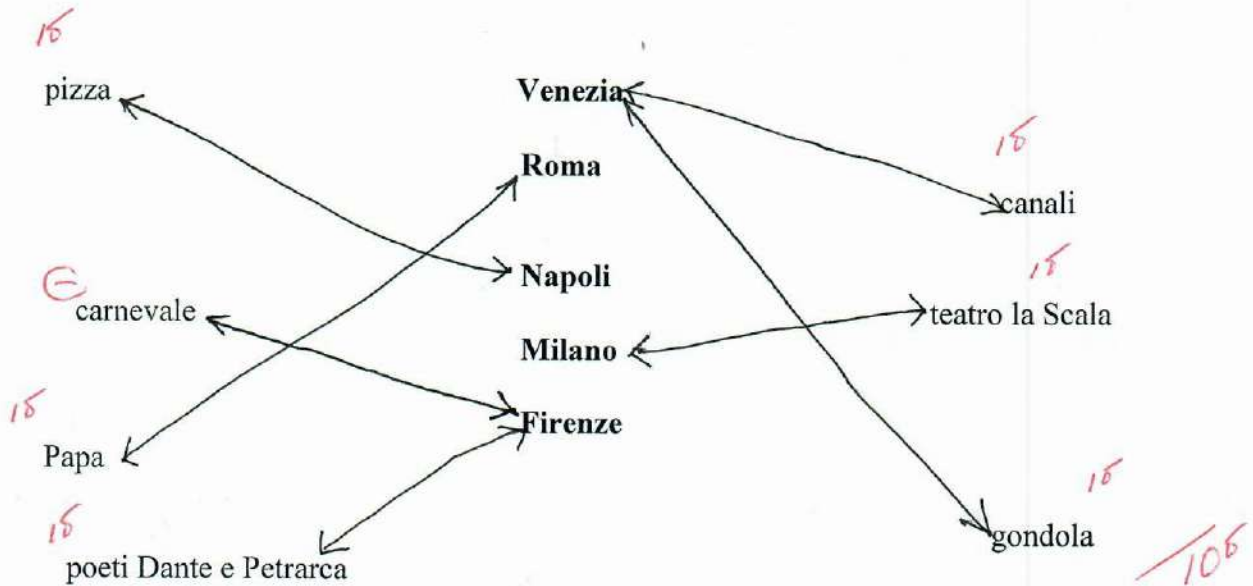 1б
pizza
Venezia
1б
Roma
canali
1б
Napoli
carnevale
teatro la Scala
Milano
1б
Firenze
Papa
1б
1б
gondola
poeti Dante e Petrarca
10б